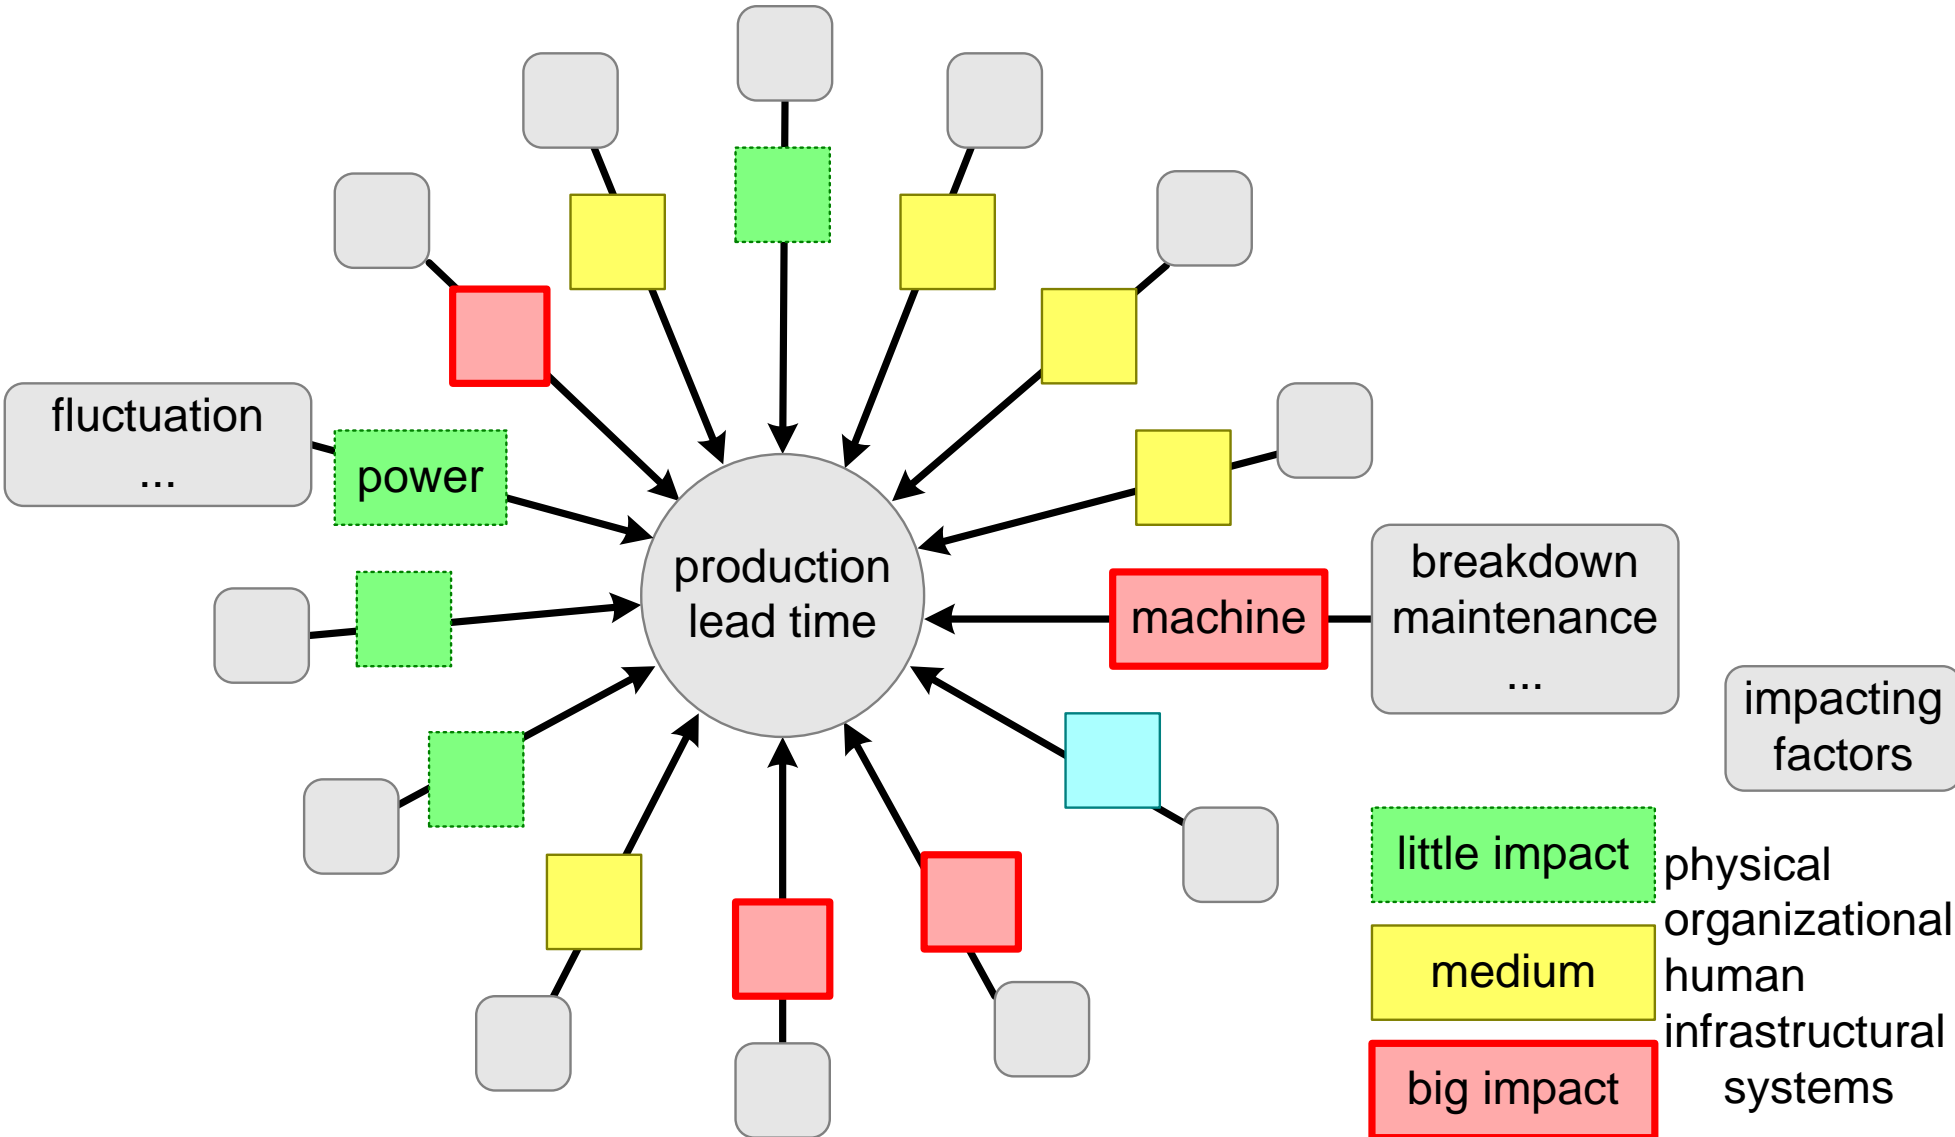 fluctuation
...
power
production
lead time
machine
breakdown
maintenance
...
impacting
factors
little impact
medium
big impact
physical
organizational
human
infrastructural
systems